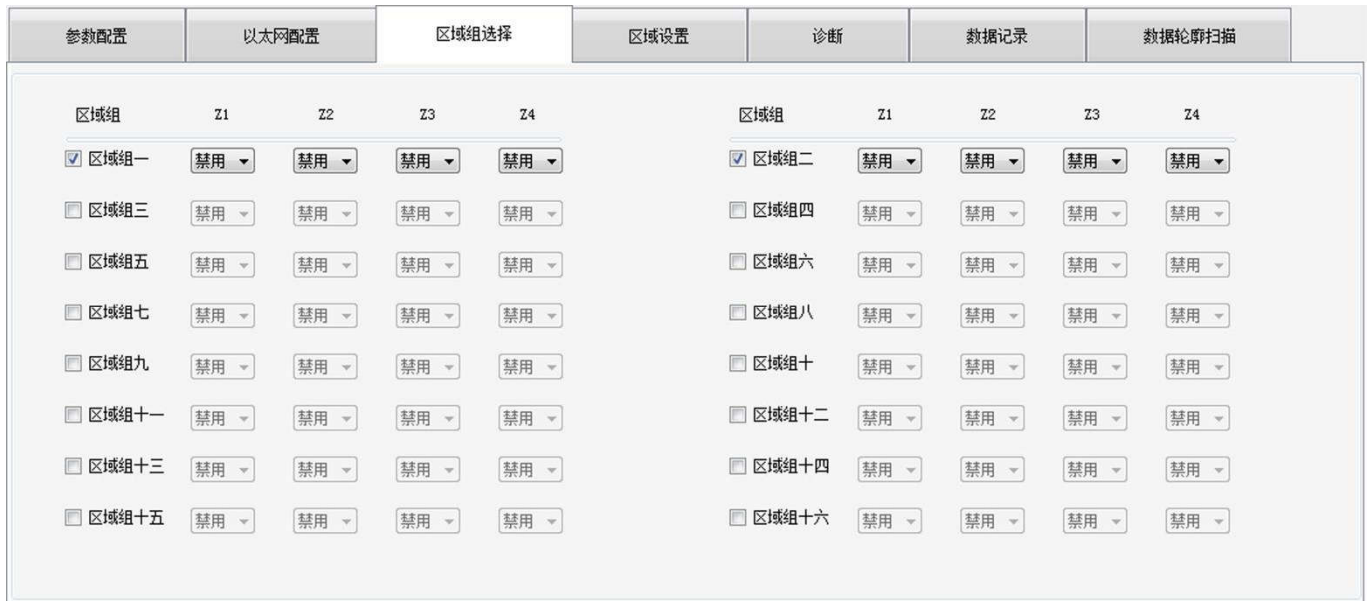 参数配置 以太网配置 区域组选择 区域设置 诊断 数据记录 数据轮廓扫描
区域组 Z1 Z2 Z3 Z4 区域组 Z1 Z2 Z3 Z4
区域组一 禁用 禁用 禁用 禁用 区域组二 禁用 禁用 禁用 禁用
区域组三 禁用 禁用 禁用 禁用 区域组四 禁用 禁用 禁用 禁用
区域组五 禁用 禁用 禁用 禁用 区域组六 禁用 禁用 禁用 禁用
区域组七 禁用 禁用 禁用 禁用 区域组八 禁用 禁用 禁用 禁用
区域组九 禁用 禁用 禁用 禁用 区域组十 禁用 禁用 禁用 禁用
区域组十一 禁用 禁用 禁用 禁用 区域组十二 禁用 禁用 禁用 禁用
区域组十三 禁用 禁用 禁用 禁用 区域组十四 禁用 禁用 禁用 禁用
区域组十五 禁用 禁用 禁用 禁用 区域组十六 禁用 禁用 禁用 禁用